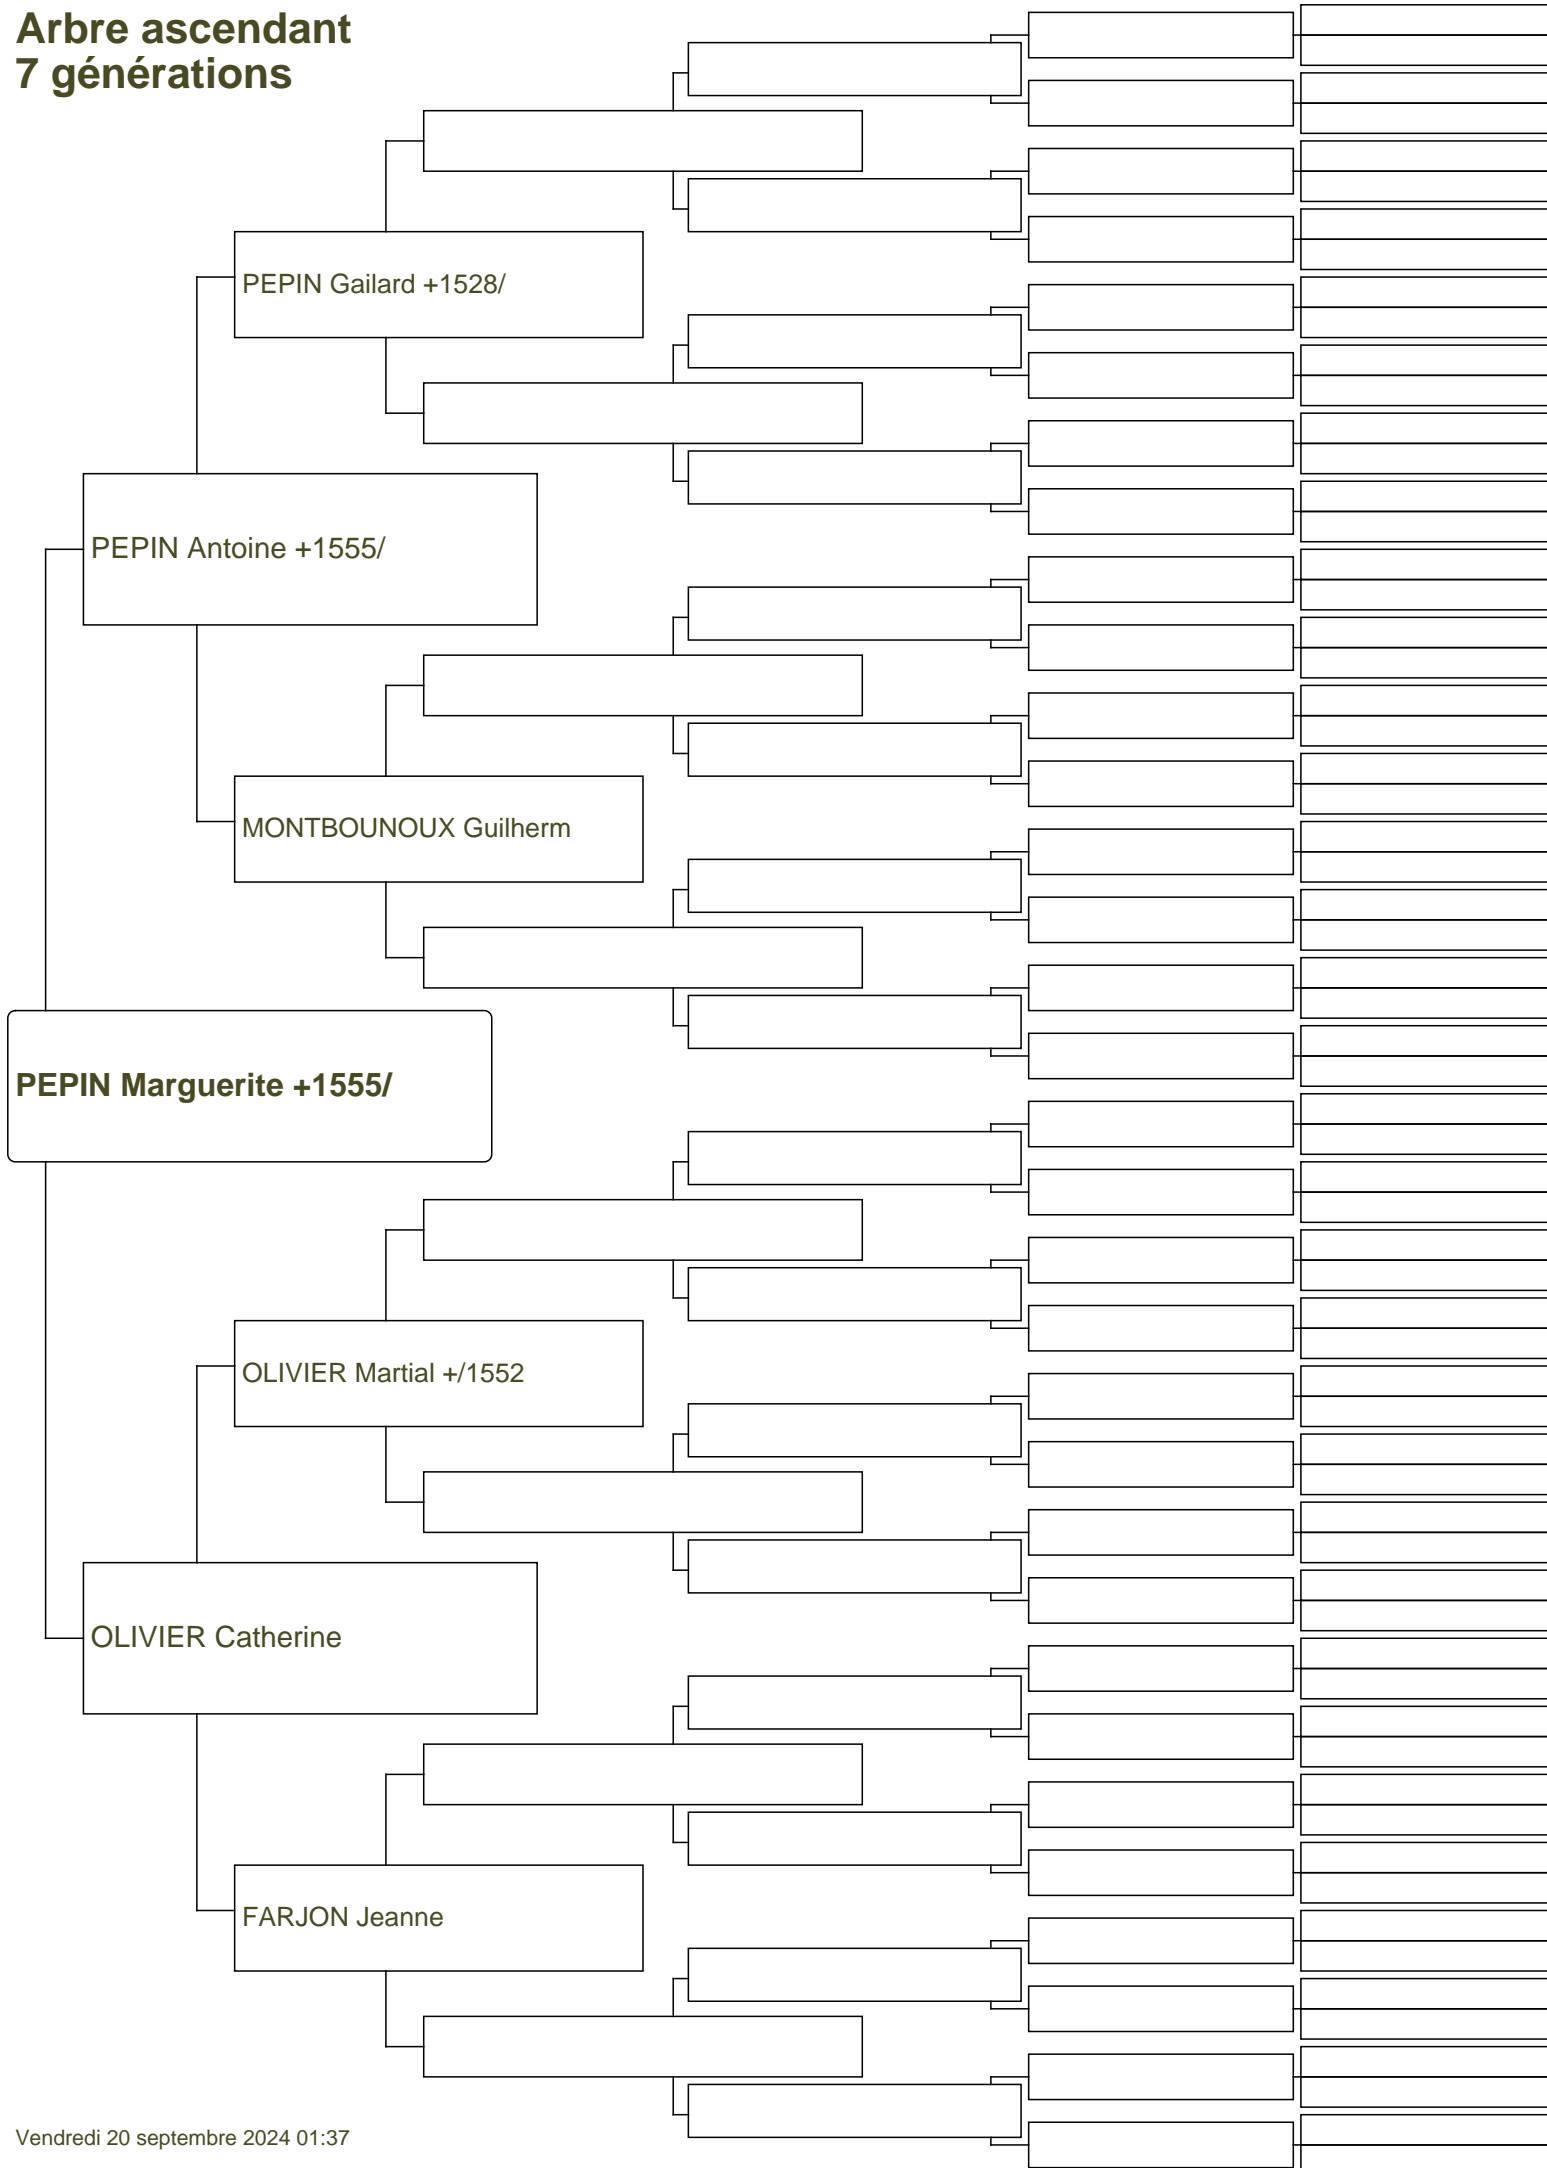 Arbre ascendant
7 générations
PEPIN Gailard +1528/
PEPIN Antoine +1555/
MONTBOUNOUX Guilherm
PEPIN Marguerite +1555/
OLIVIER Martial +/1552
OLIVIER Catherine
FARJON Jeanne
Vendredi 20 septembre 2024 01:37